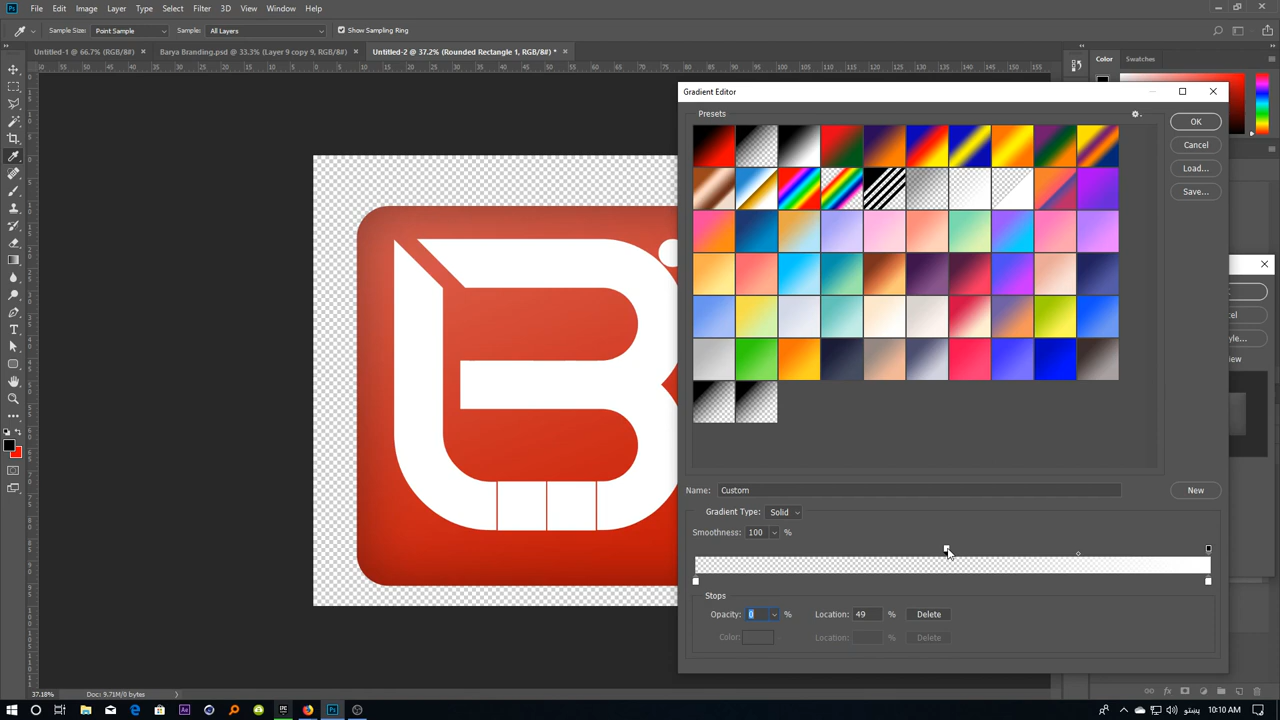 Ps File Edit Image Layer Type Select Filter 3D View Window Help
Sample Size: Point Sample Sample: All Layers Show Sampling Ring
Untitled-1 @ 66.7% (RGB/8#) × Barya Branding.psd @ 33.3% (Layer 9 copy 9, RGB/8#) × Untitled-2 @ 37.2% (Rounded Rectangle 1, RGB/8#) * ×
Color Swatches
Gradient Editor
Presets
OK
Cancel
Load...
Save...
Name: Custom New
Gradient Type: Solid
Smoothness: 100 %
Stops
Opacity: 0 % Location: 49 % Delete
Color: Location: % Delete
37.18% Doc: 9.71M/0 bytes
Ae Ps پښتو 10:10 AM